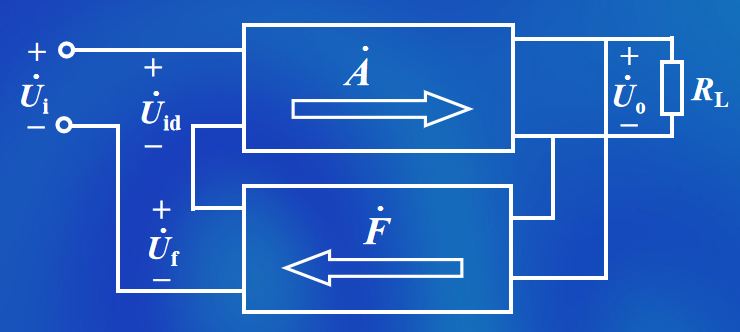 + U̇i −
+ U̇id −
Ȧ
+ U̇o −
RL
+ U̇f −
Ḟ